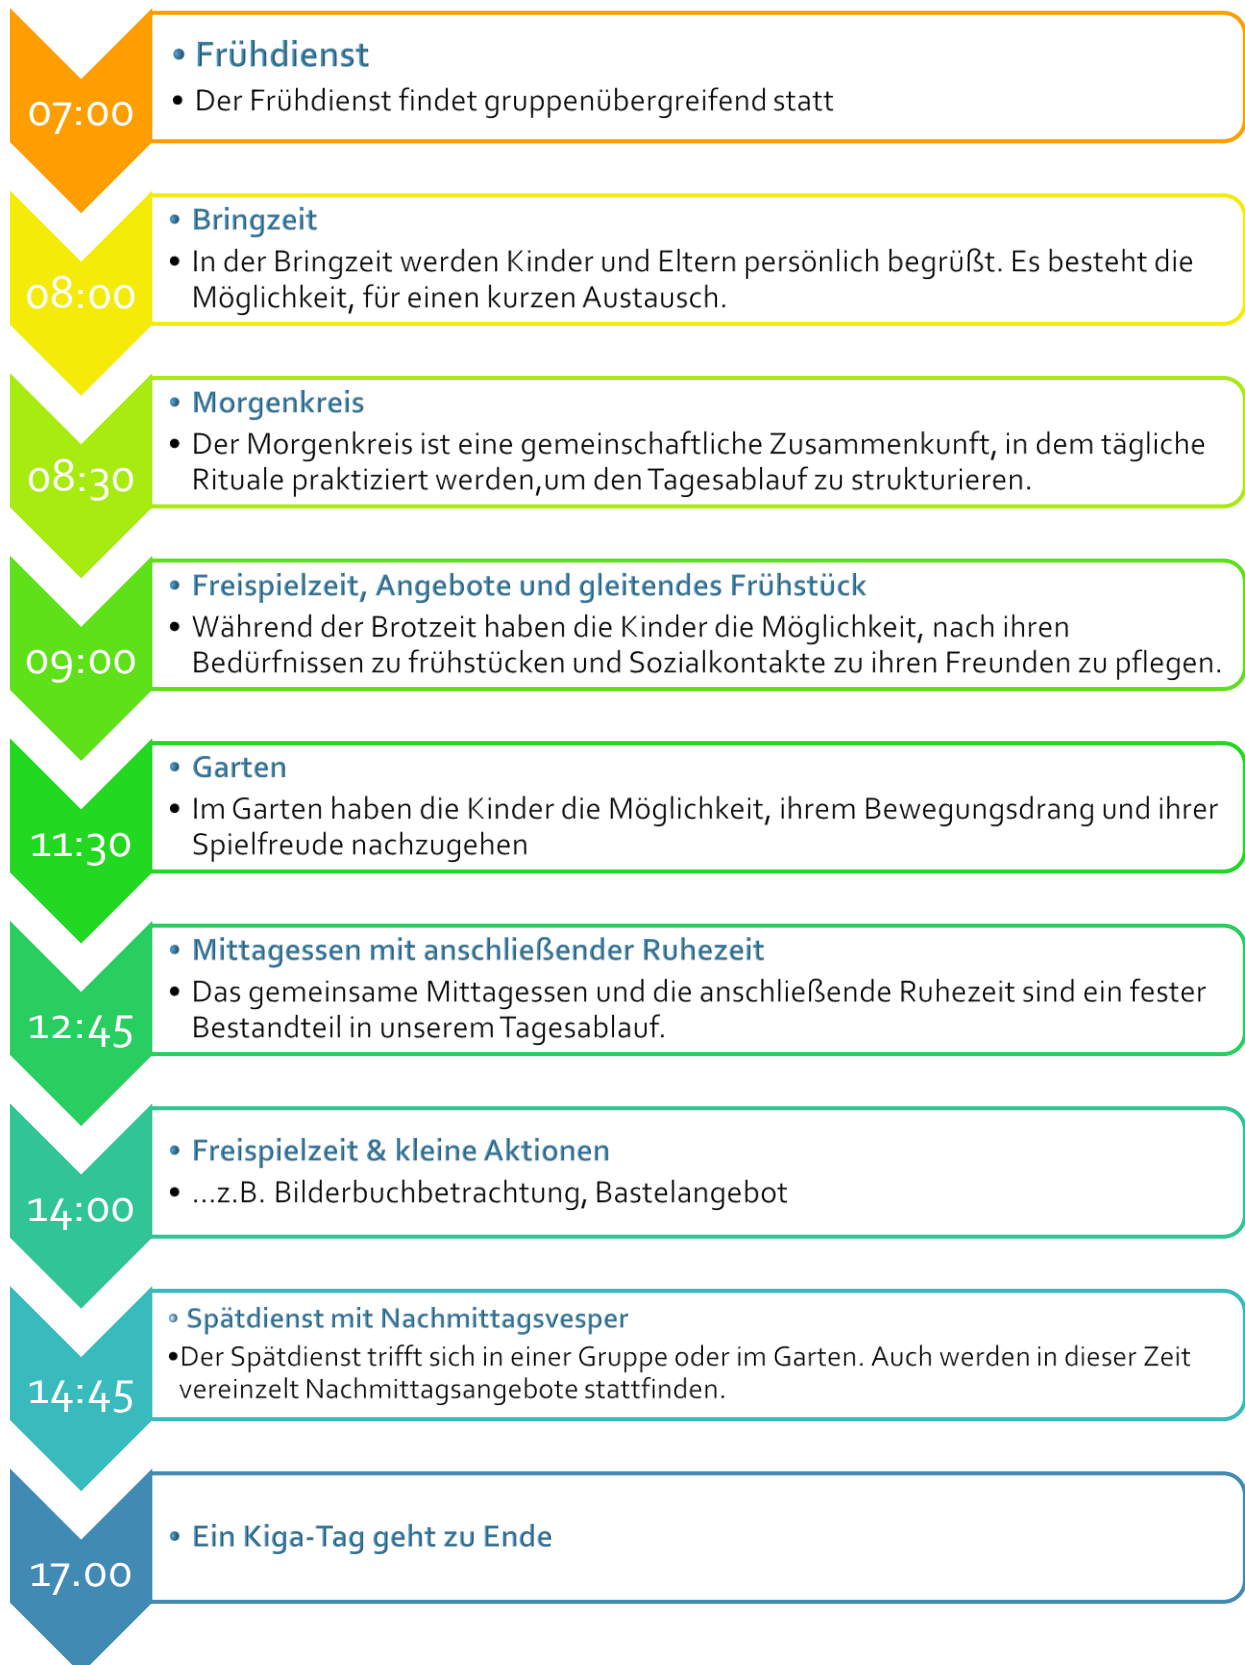 07:00
• Frühdienst
• Der Frühdienst findet gruppenübergreifend statt
08:00
• Bringzeit
• In der Bringzeit werden Kinder und Eltern persönlich begrüßt. Es besteht die
Möglichkeit, für einen kurzen Austausch.
08:30
• Morgenkreis
• Der Morgenkreis ist eine gemeinschaftliche Zusammenkunft, in dem tägliche
Rituale praktiziert werden,um den Tagesablauf zu strukturieren.
09:00
• Freispielzeit, Angebote und gleitendes Frühstück
• Während der Brotzeit haben die Kinder die Möglichkeit, nach ihren
Bedürfnissen zu frühstücken und Sozialkontakte zu ihren Freunden zu pflegen.
11:30
• Garten
• Im Garten haben die Kinder die Möglichkeit, ihrem Bewegungsdrang und ihrer
Spielfreude nachzugehen
12:45
• Mittagessen mit anschließender Ruhezeit
• Das gemeinsame Mittagessen und die anschließende Ruhezeit sind ein fester
Bestandteil in unserem Tagesablauf.
14:00
• Freispielzeit & kleine Aktionen
• ...z.B. Bilderbuchbetrachtung, Bastelangebot
14:45
• Spätdienst mit Nachmittagsvesper
•Der Spätdienst trifft sich in einer Gruppe oder im Garten. Auch werden in dieser Zeit
vereinzelt Nachmittagsangebote stattfinden.
17.00
• Ein Kiga-Tag geht zu Ende